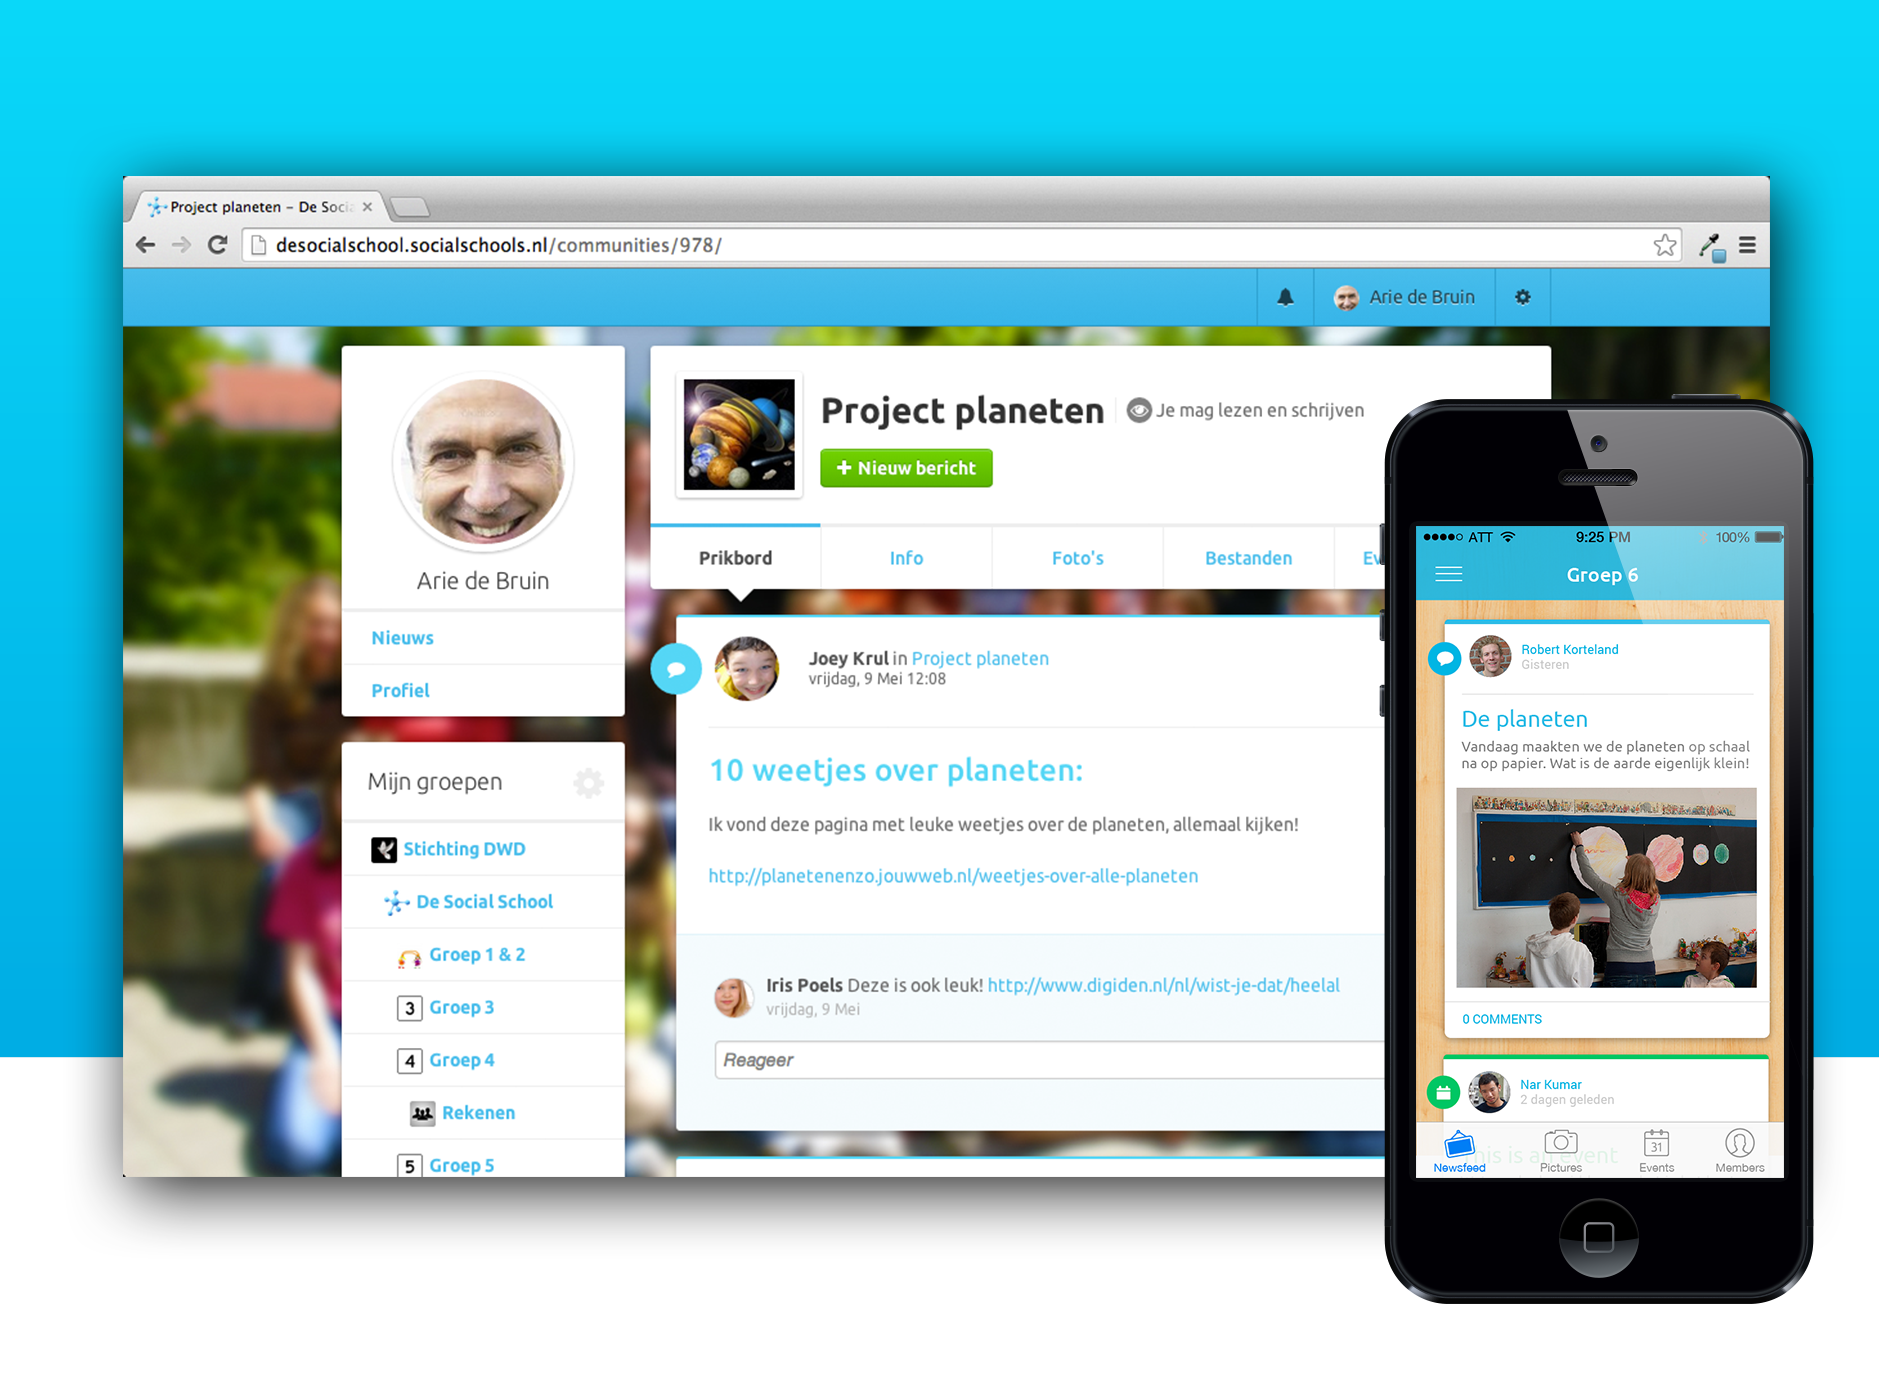 Project planeten – De Socia
desocialschool.socialschools.nl/communities/978/
Arie de Bruin
Arie de Bruin
Nieuws
Profiel
Mijn groepen
Stichting DWD
De Social School
Groep 1 & 2
3 Groep 3
4 Groep 4
Rekenen
5 Groep 5
Project planeten
Je mag lezen en schrijven
+ Nieuw bericht
Prikbord Info Foto's Bestanden
Joey Krul in Project planeten
vrijdag, 9 Mei 12:08
10 weetjes over planeten:
Ik vond deze pagina met leuke weetjes over de planeten, allemaal kijken!
http://planetenenzo.jouwweb.nl/weetjes-over-alle-planeten
Iris Poels Deze is ook leuk! http://www.digiden.nl/nl/wist-je-dat/heelal
vrijdag, 9 Mei
Reageer
ATT 9:25 PM 100%
Groep 6
Robert Korteland
Gisteren
De planeten
Vandaag maakten we de planeten op schaal
na op papier. Wat is de aarde eigenlijk klein!
0 COMMENTS
Nar Kumar
2 dagen geleden
This is an event
31
Newsfeed Pictures Events Members